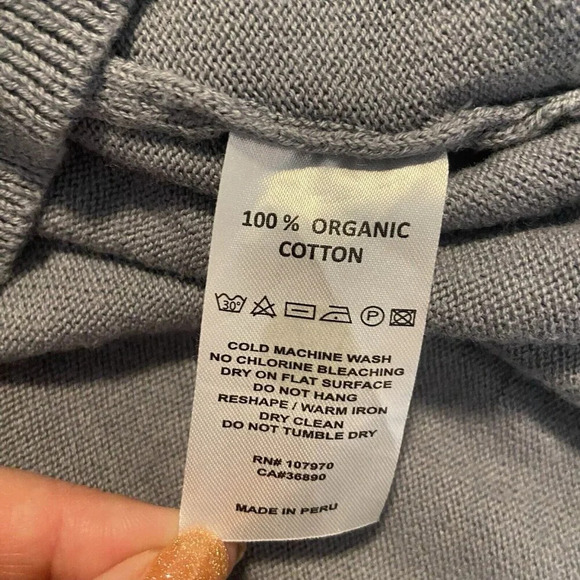 100 % ORGANIC
COTTON
30° P
COLD MACHINE WASH
NO CHLORINE BLEACHING
DRY ON FLAT SURFACE
DO NOT HANG
RESHAPE / WARM IRON
DRY CLEAN
DO NOT TUMBLE DRY
RN# 107970
CA#36890
MADE IN PERU